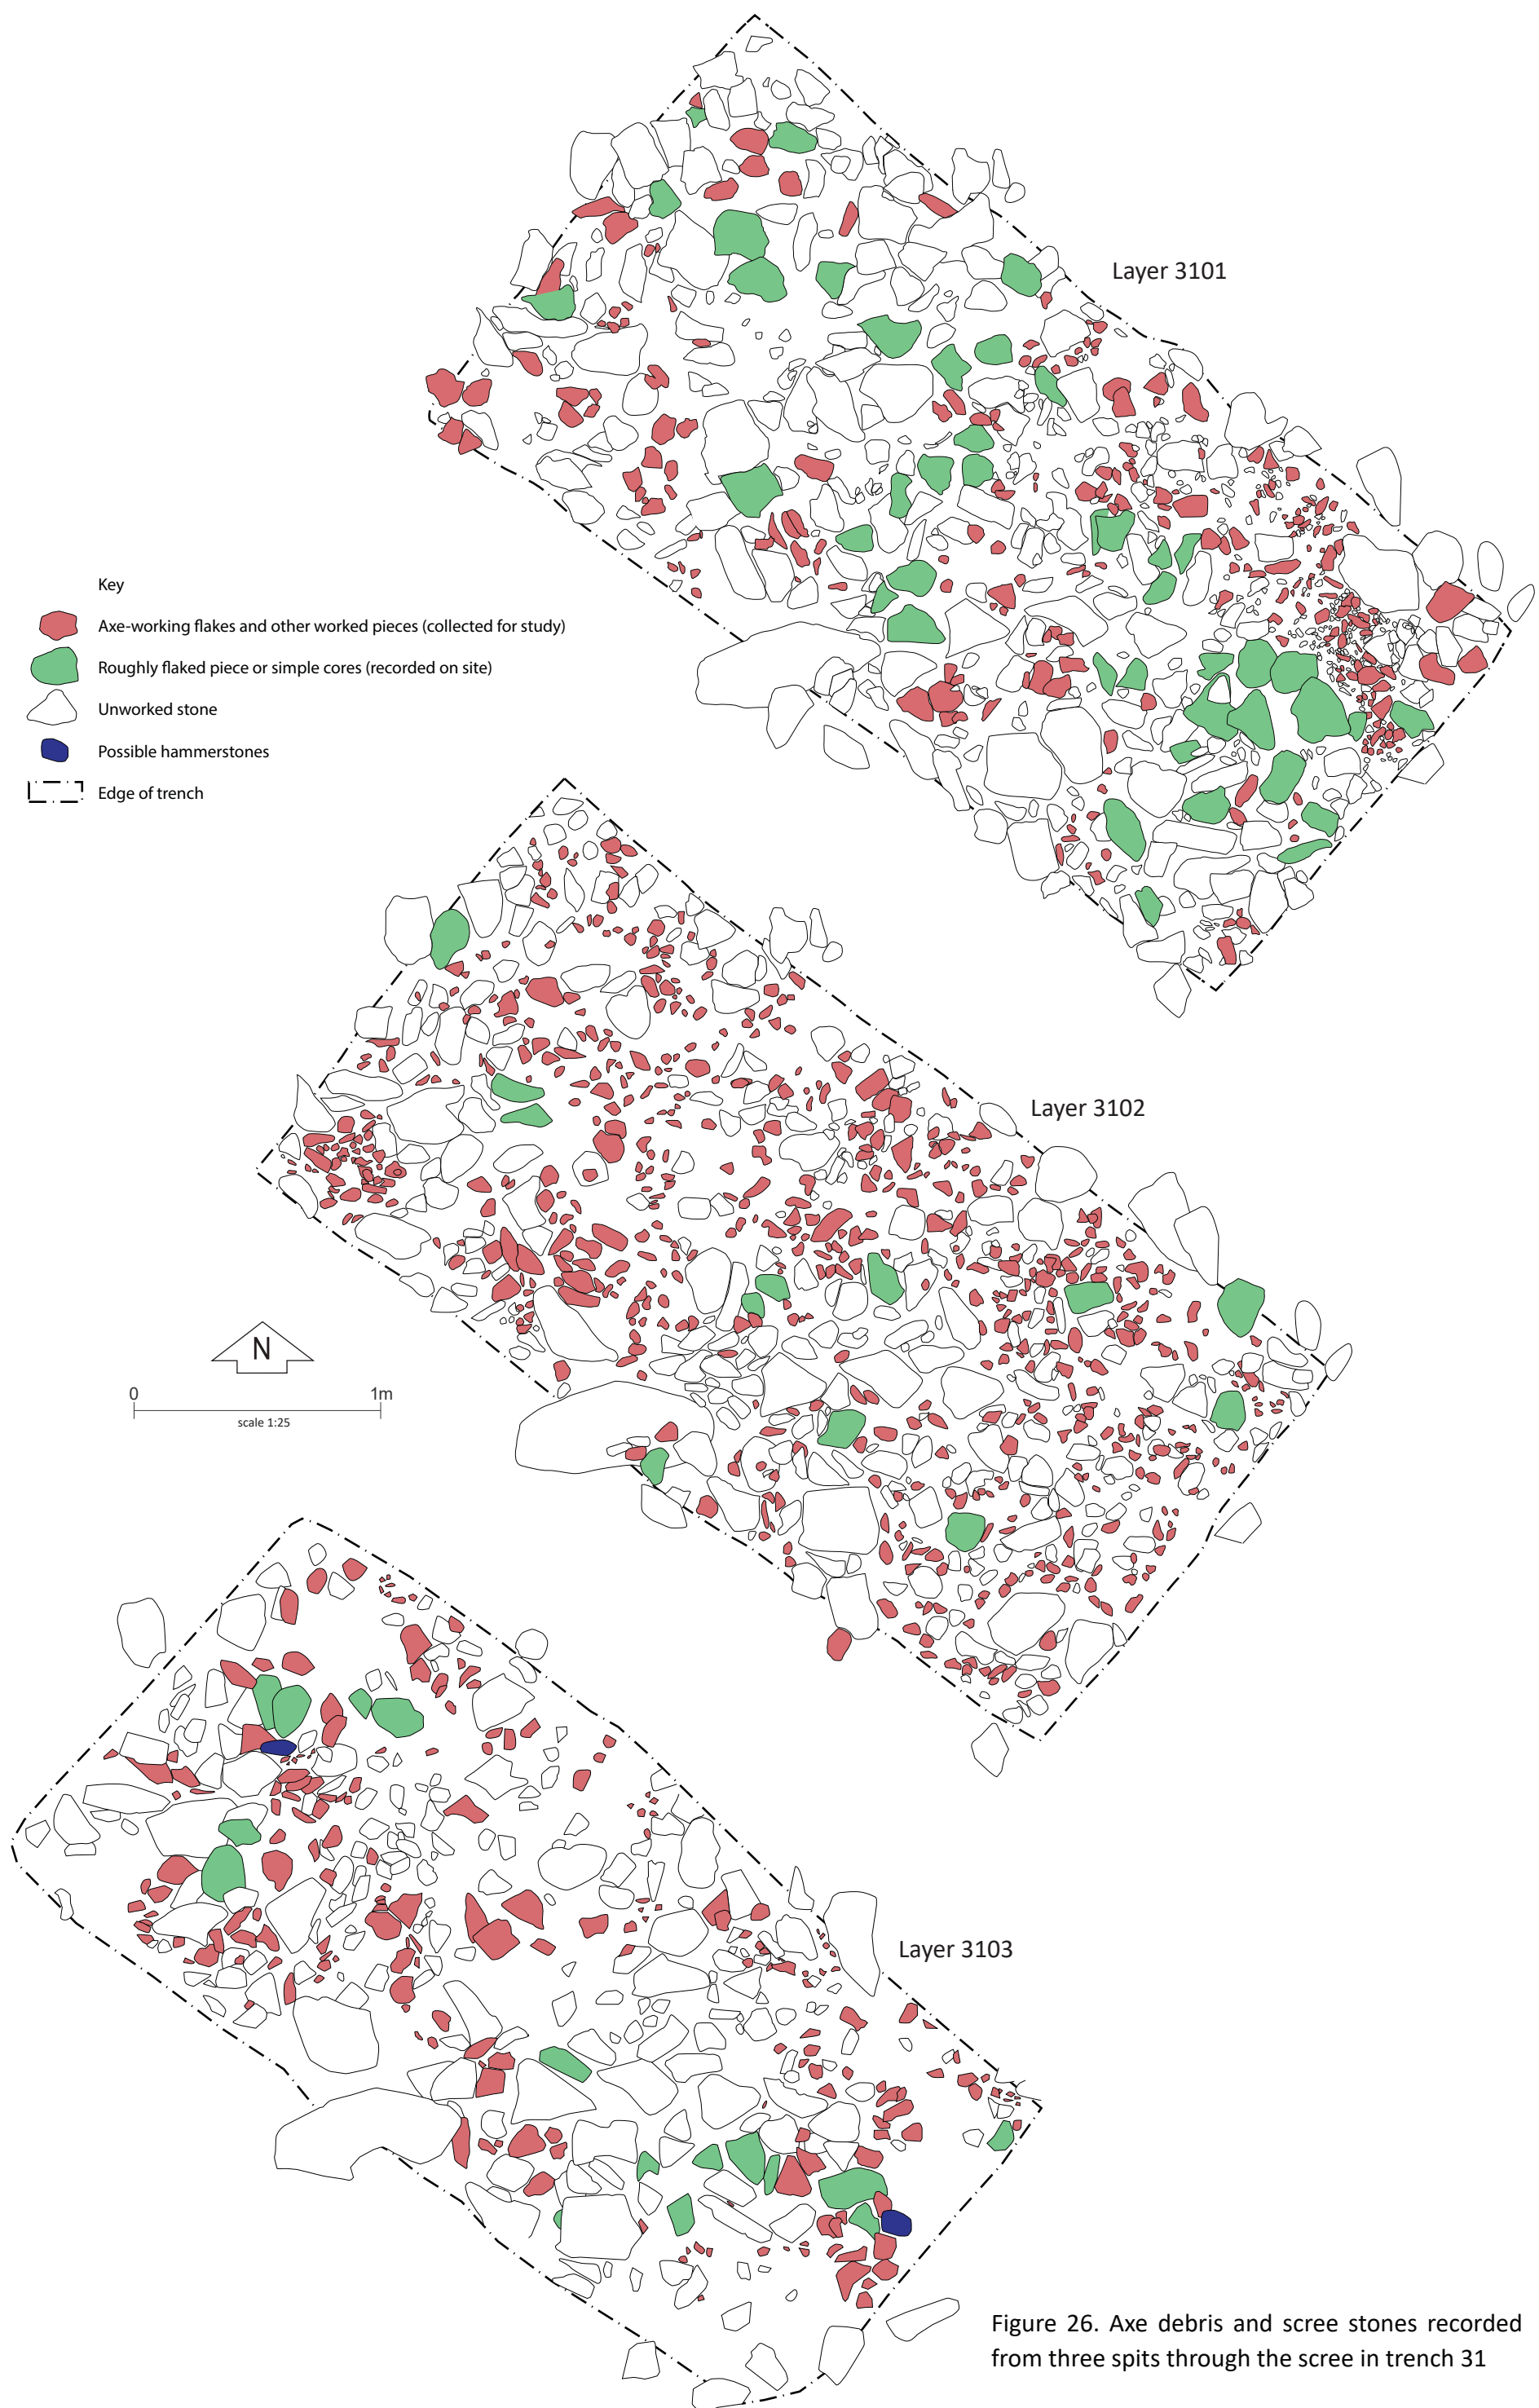 Layer 3101
Key
Axe-working flakes and other worked pieces (collected for study)
Roughly flaked piece or simple cores (recorded on site)
Unworked stone
Possible hammerstones
Edge of trench
Layer 3102
N
0 1m
scale 1:25
Layer 3103
Figure 26. Axe debris and scree stones recorded
from three spits through the scree in trench 31